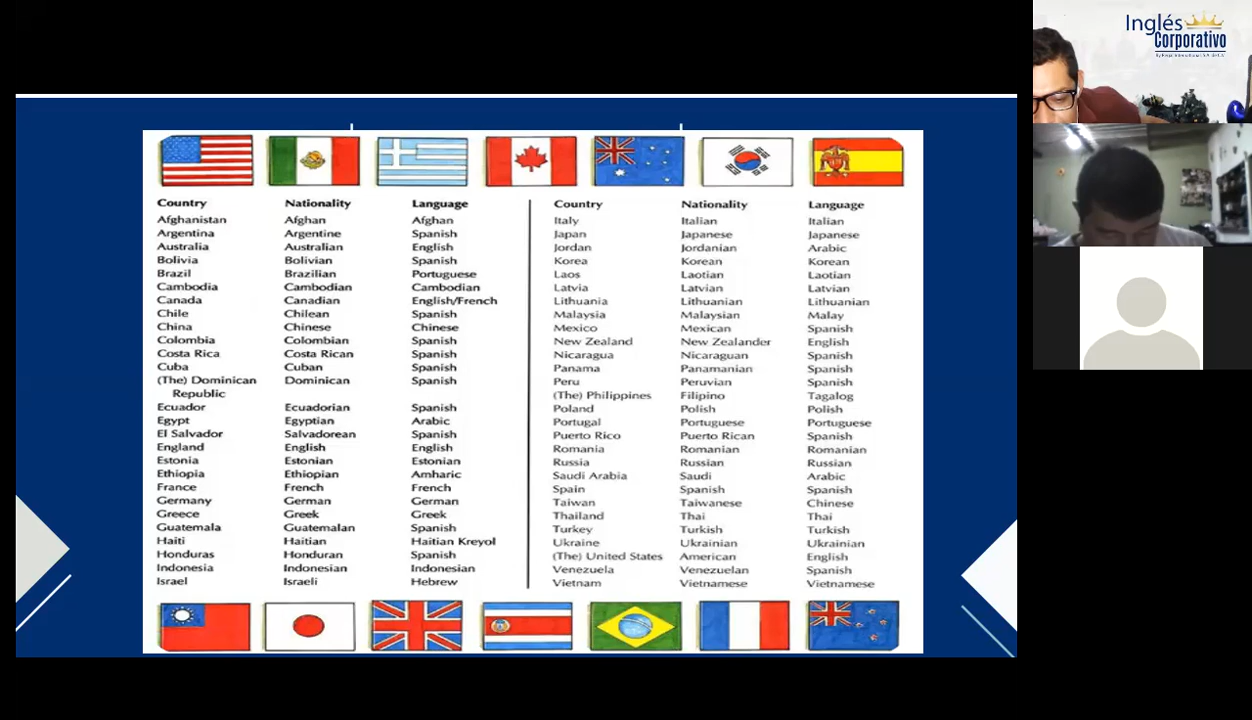 Inglés
Corporativo
Country Nationality Language
Afghanistan Afghan Afghan
Argentina Argentine Spanish
Australia Australian English
Bolivia Bolivian Spanish
Brazil Brazilian Portuguese
Cambodia Cambodian Cambodian
Canada Canadian English/French
Chile Chilean Spanish
China Chinese Chinese
Colombia Colombian Spanish
Costa Rica Costa Rican Spanish
Cuba Cuban Spanish
(The) Dominican Dominican Spanish
Republic
Ecuador Ecuadorian Spanish
Egypt Egyptian Arabic
El Salvador Salvadorean Spanish
England English English
Estonia Estonian Estonian
Ethiopia Ethiopian Amharic
France French French
Germany German German
Greece Greek Greek
Guatemala Guatemalan Spanish
Haiti Haitian Haitian Kreyol
Honduras Honduran Spanish
Indonesia Indonesian Indonesian
Israel Israeli Hebrew
Country Nationality Language
Italy Italian Italian
Japan Japanese Japanese
Jordan Jordanian Arabic
Korea Korean Korean
Laos Laotian Laotian
Latvia Latvian Latvian
Lithuania Lithuanian Lithuanian
Malaysia Malaysian Malay
Mexico Mexican Spanish
New Zealand New Zealander English
Nicaragua Nicaraguan Spanish
Panama Panamanian Spanish
Peru Peruvian Spanish
(The) Philippines Filipino Tagalog
Poland Polish Polish
Portugal Portuguese Portuguese
Puerto Rico Puerto Rican Spanish
Romania Romanian Romanian
Russia Russian Russian
Saudi Arabia Saudi Arabic
Spain Spanish Spanish
Taiwan Taiwanese Chinese
Thailand Thai Thai
Turkey Turkish Turkish
Ukraine Ukrainian Ukrainian
(The) United States American English
Venezuela Venezuelan Spanish
Vietnam Vietnamese Vietnamese